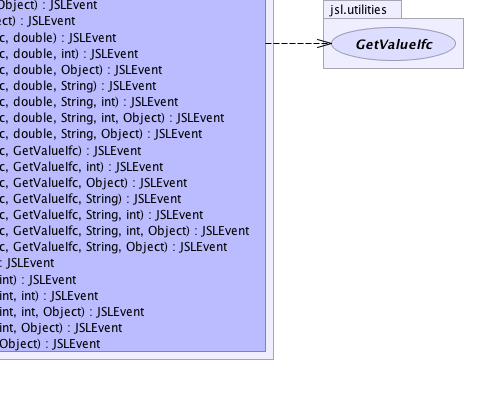 Object) : JSLEvent
ect) : JSLEvent
c, double) : JSLEvent
c, double, int) : JSLEvent
c, double, Object) : JSLEvent
c, double, String) : JSLEvent
c, double, String, int) : JSLEvent
c, double, String, int, Object) : JSLEvent
c, double, String, Object) : JSLEvent
c, GetValueIfc) : JSLEvent
c, GetValueIfc, int) : JSLEvent
c, GetValueIfc, Object) : JSLEvent
c, GetValueIfc, String) : JSLEvent
c, GetValueIfc, String, int) : JSLEvent
c, GetValueIfc, String, int, Object) : JSLEvent
c, GetValueIfc, String, Object) : JSLEvent
: JSLEvent
int) : JSLEvent
int, int) : JSLEvent
int, int, Object) : JSLEvent
int, Object) : JSLEvent
Object) : JSLEvent
jsl.utilities
GetValueIfc